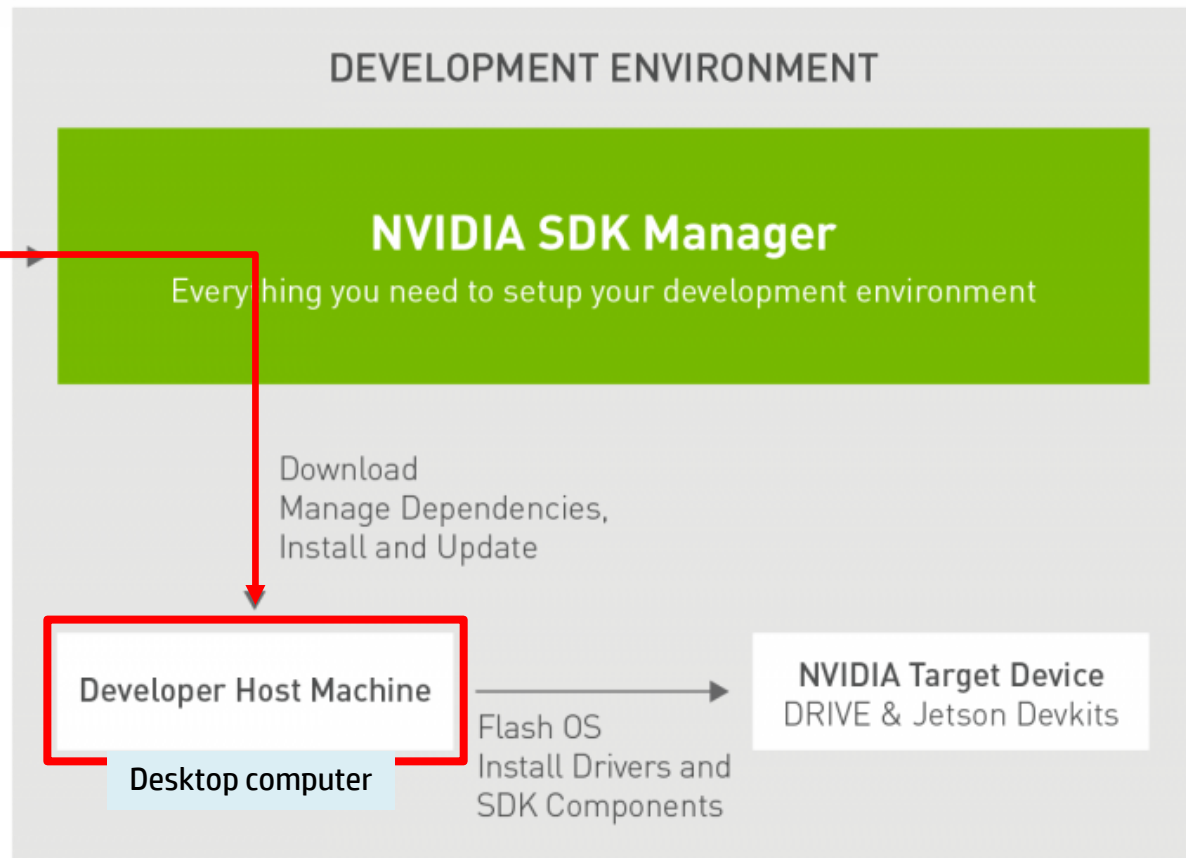 DEVELOPMENT ENVIRONMENT
NVIDIA SDK Manager
Everything you need to setup your development environment
Download
Manage Dependencies,
Install and Update
Developer Host Machine
Desktop computer
Flash OS
Install Drivers and
SDK Components
NVIDIA Target Device
DRIVE & Jetson Devkits